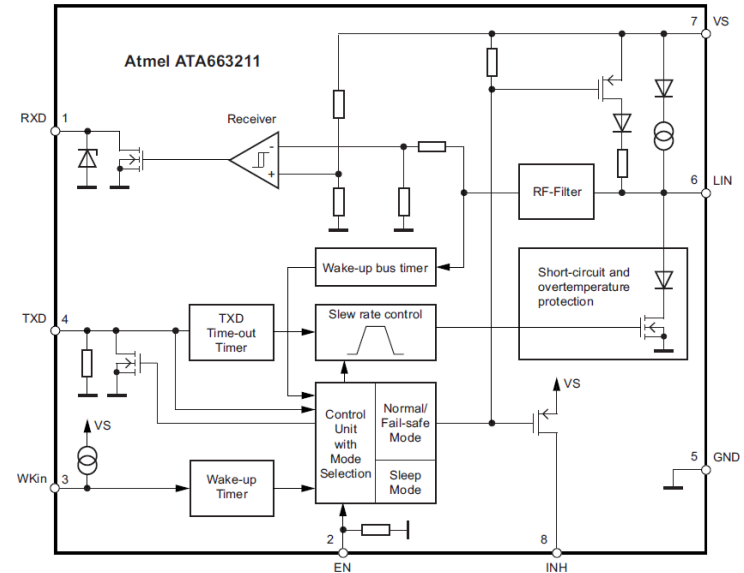 7 VS
Atmel ATA663211
RXD 1
Receiver
-
+
6 LIN
RF-Filter
Wake-up bus timer
Short-circuit and
overtemperature
protection
TXD 4
TXD
Time-out
Timer
Slew rate control
VS
Control
Unit
with
Mode
Selection
Normal/
Fail-safe
Mode
Sleep
Mode
VS
5 GND
WKin 3
Wake-up
Timer
2
8
EN
INH